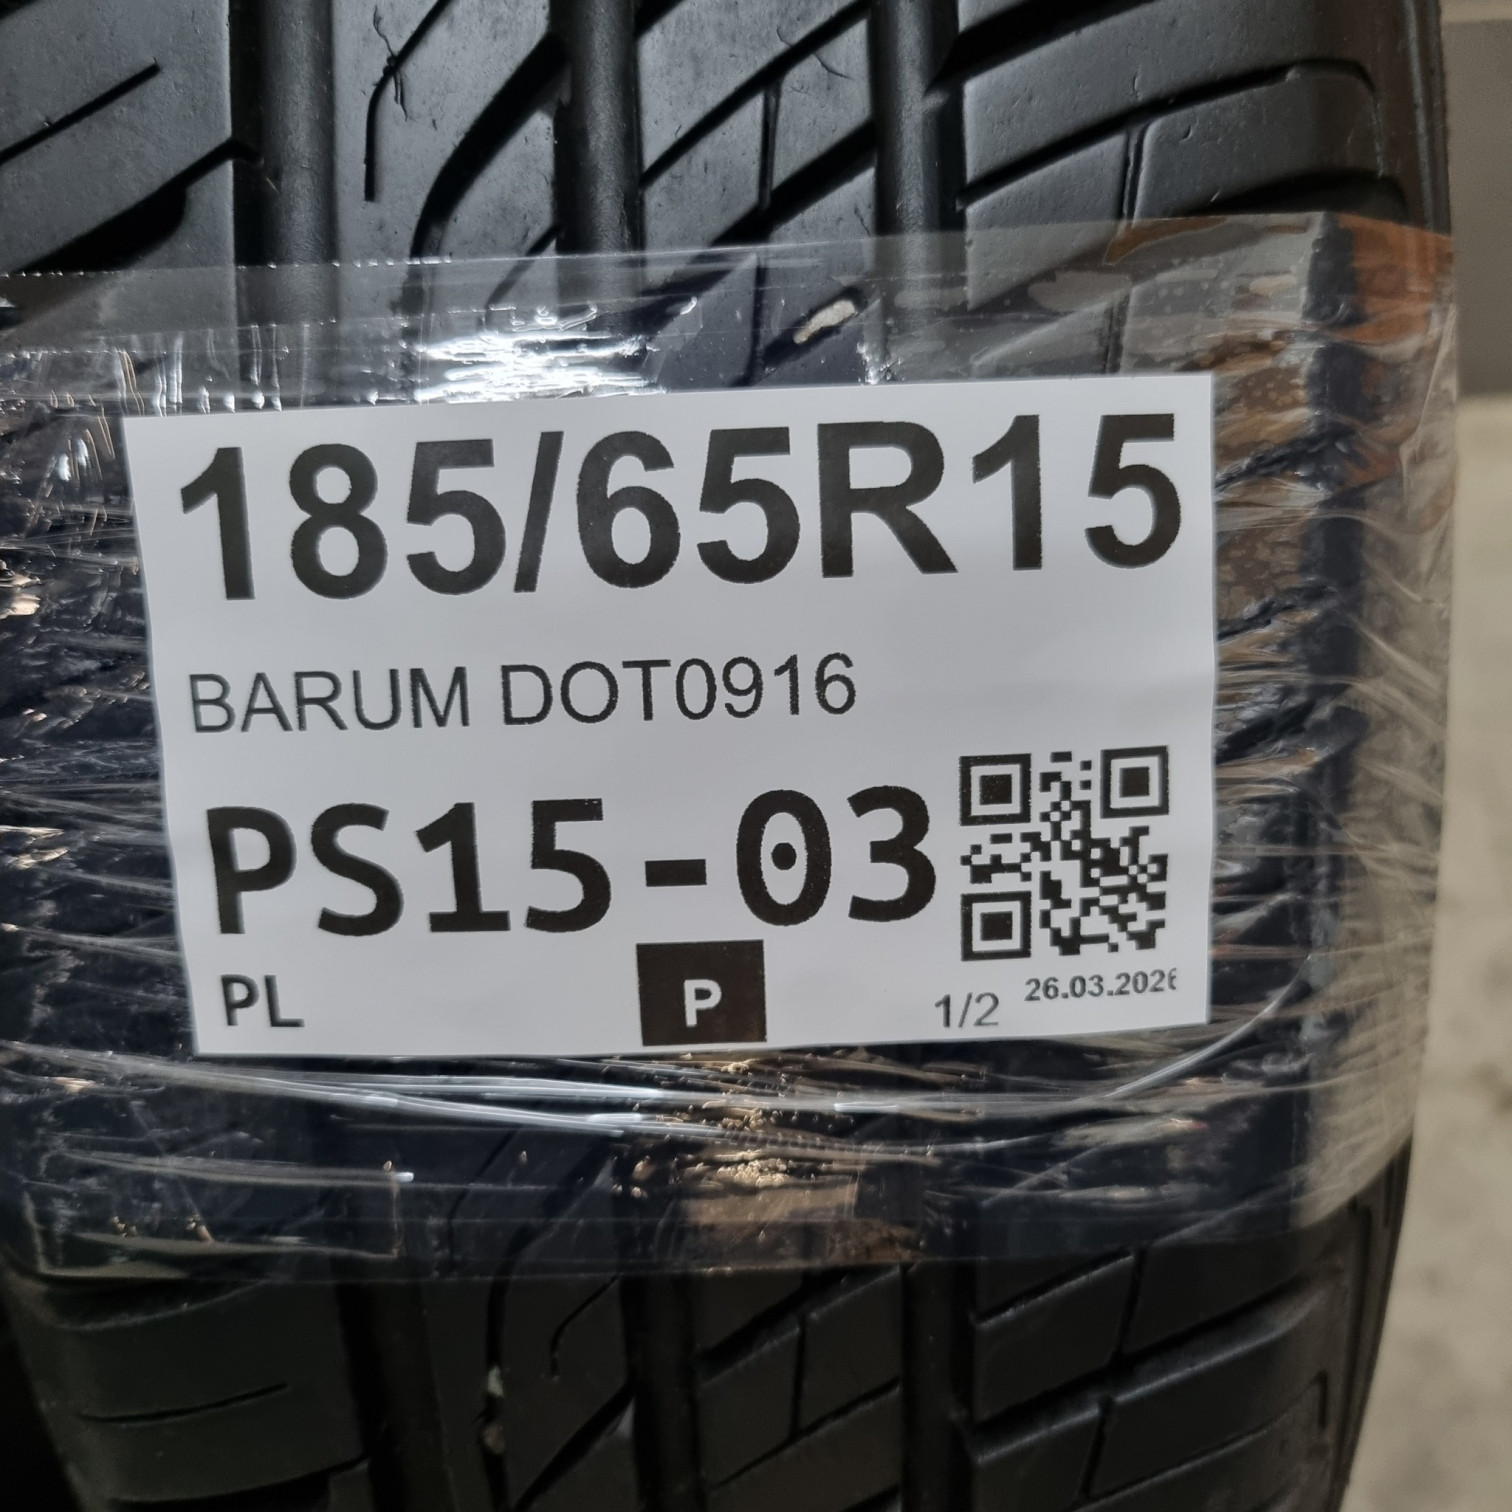 185/65R15
BARUM DOT0916
PS15-03
PL P 1/2 26.03.2026